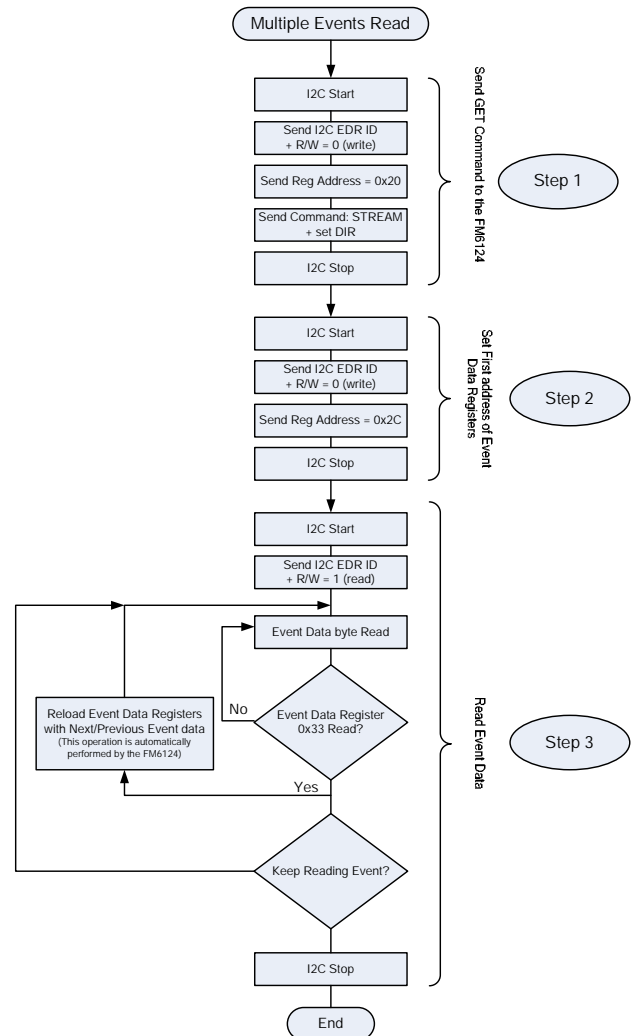 Multiple Events Read
I2C Start
Send I2C EDR ID
+ R/W = 0 (write)
Send Reg Address = 0x20
Send Command: STREAM
+ set DIR
I2C Stop
Send GET Command to the FM6124
Step 1
I2C Start
Send I2C EDR ID
+ R/W = 0 (write)
Send Reg Address = 0x2C
I2C Stop
Set First address of Event
Data Registers
Step 2
I2C Start
Send I2C EDR ID
+ R/W = 1 (read)
Event Data byte Read
No
Event Data Register
0x33 Read?
Reload Event Data Registers
with Next/Previous Event data
(This operation is automatically
performed by the FM6124)
Yes
Keep Reading Event?
I2C Stop
Read Event Data
Step 3
End